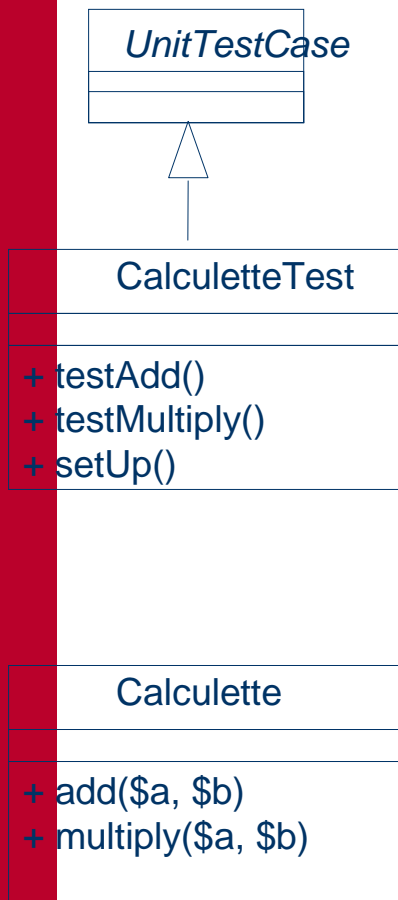 UnitTestCase
CalculetteTest
+ testAdd()
+ testMultiply()
+ setUp()
Calculette
+ add($a, $b)
+ multiply($a, $b)